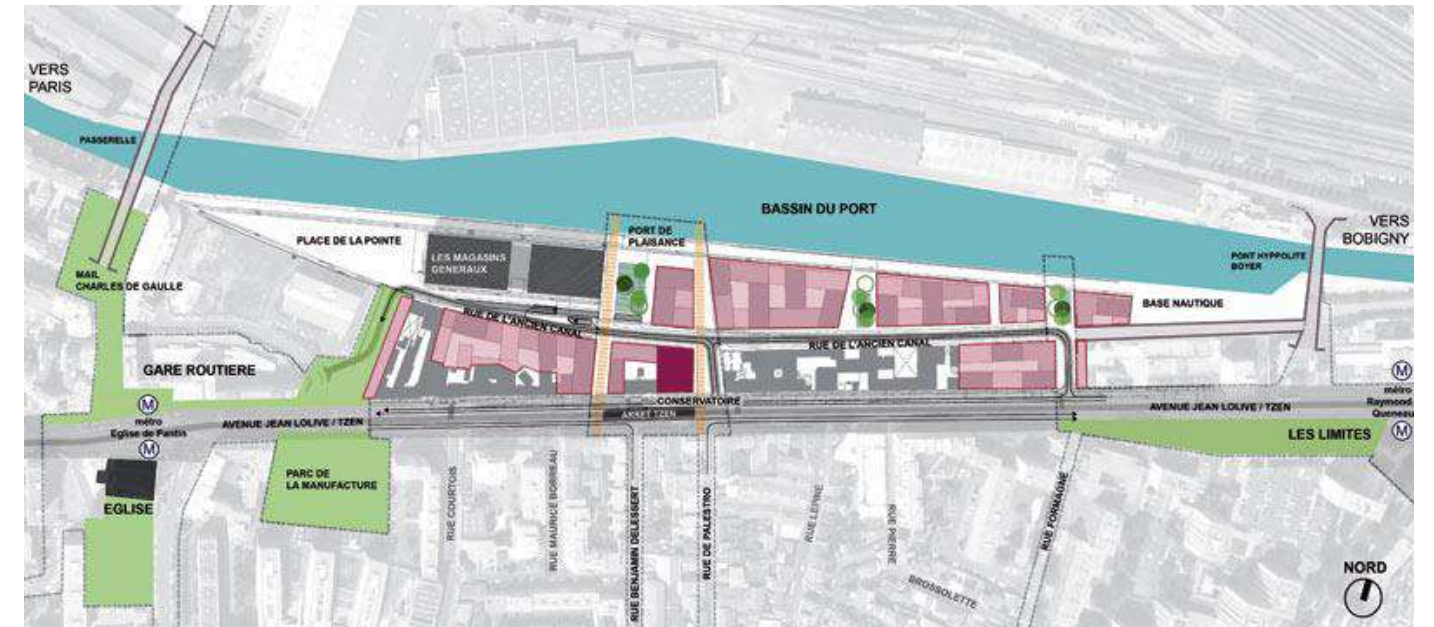 VERS
PARIS
PASSERELLE
BASSIN DU PORT
VERS
BOBIGNY
PLACE DE LA POINTE
LES MAGASINS
GENERAUX
PORT DE
PLAISANCE
PONT HYPPOLITE
BOYER
MAIL
CHARLES DE GAULLE
BASE NAUTIQUE
RUE DE L'ANCIEN CANAL
RUE DE L'ANCIEN CANAL
GARE ROUTIERE
M
métro
Eglise de Pantin
M
AVENUE JEAN LOLIVE / TZEN
CONSERVATOIRE
ARRET TZEN
AVENUE JEAN LOLIVE / TZEN
M
métro
Raymond
Queneau
M
LES LIMITES
PARC DE
LA MANUFACTURE
EGLISE
RUE COURTOIS
RUE MAURICE BORREAU
RUE BENJAMIN DELESSERT
RUE DE PALESTRO
RUE LEPINE
RUE PIERRE
BROSSOLETTE
RUE FORMAGNE
NORD